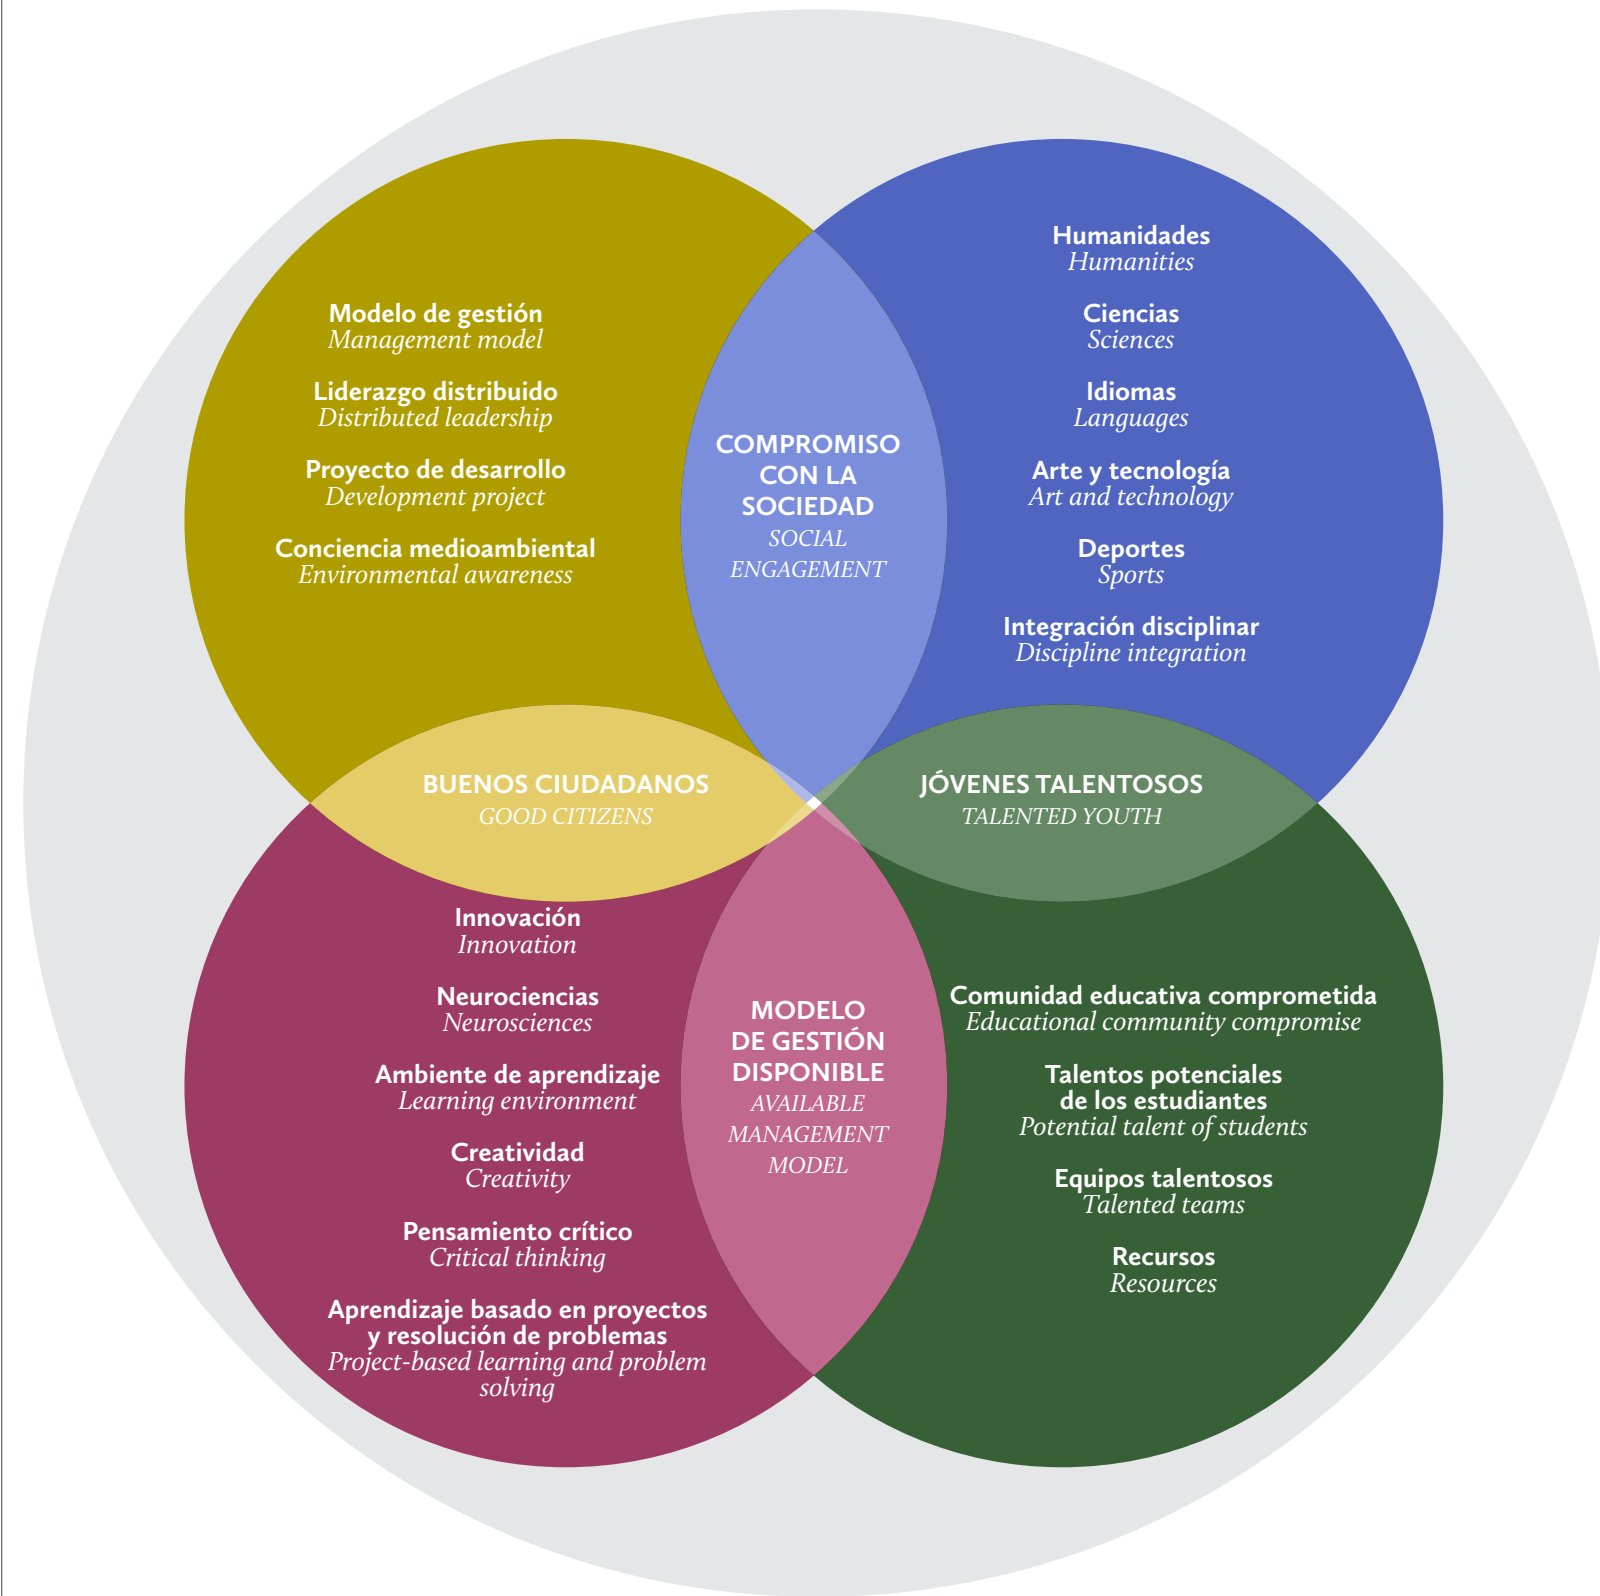 Modelo de gestión
Management model
Liderazgo distribuido
Distributed leadership
Proyecto de desarrollo
Development project
Conciencia medioambiental
Environmental awareness
COMPROMISO
CON LA
SOCIEDAD
SOCIAL
ENGAGEMENT
Humanidades
Humanities
Ciencias
Sciences
Idiomas
Languages
Arte y tecnología
Art and technology
Deportes
Sports
Integración disciplinar
Discipline integration
BUENOS CIUDADANOS
GOOD CITIZENS
JÓVENES TALENTOSOS
TALENTED YOUTH
Innovación
Innovation
Neurociencias
Neurosciences
Ambiente de aprendizaje
Learning environment
Creatividad
Creativity
Pensamiento crítico
Critical thinking
Aprendizaje basado en proyectos
y resolución de problemas
Project-based learning and problem
solving
MODELO
DE GESTIÓN
DISPONIBLE
AVAILABLE
MANAGEMENT
MODEL
Comunidad educativa comprometida
Educational community compromise
Talentos potenciales
de los estudiantes
Potential talent of students
Equipos talentosos
Talented teams
Recursos
Resources